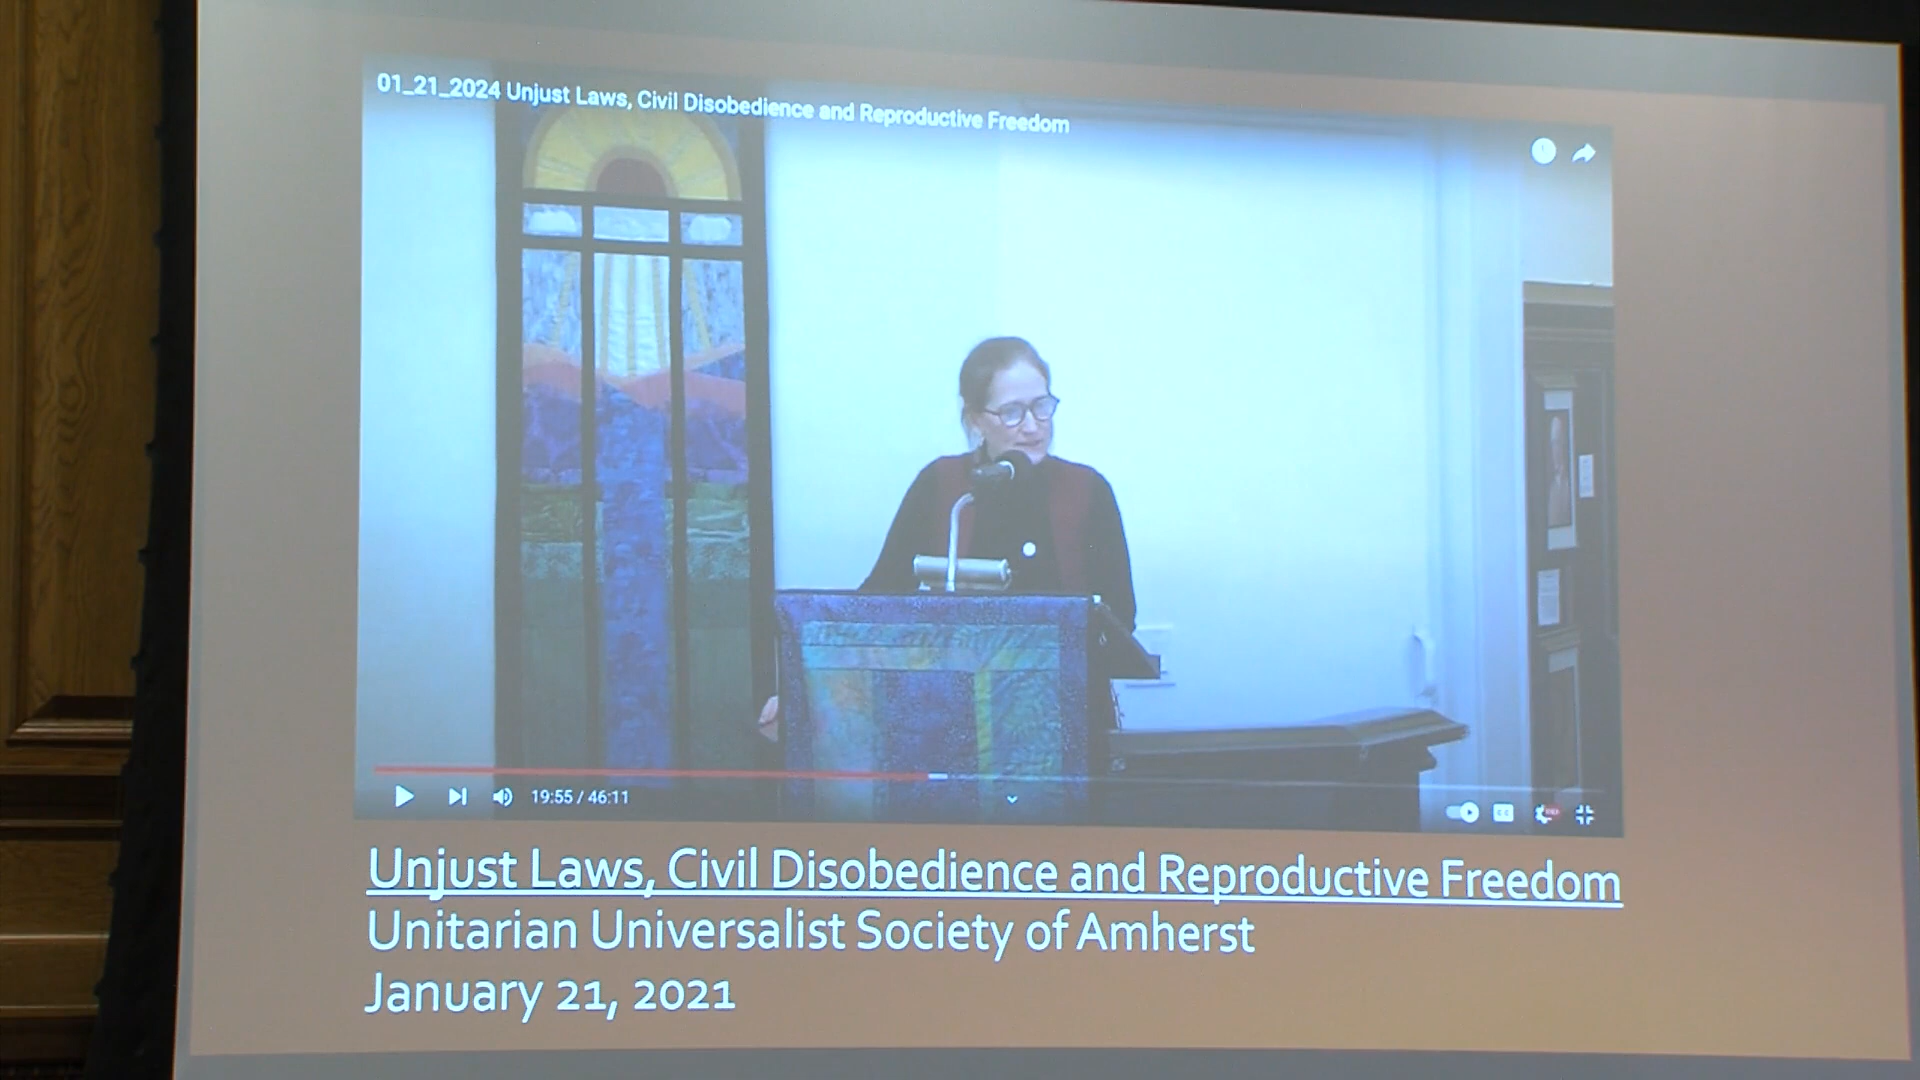 01_21_2024 Unjust Laws, Civil Disobedience and Reproductive Freedom
19:55 / 46:11
Unjust Laws, Civil Disobedience and Reproductive Freedom
Unitarian Universalist Society of Amherst
January 21, 2021